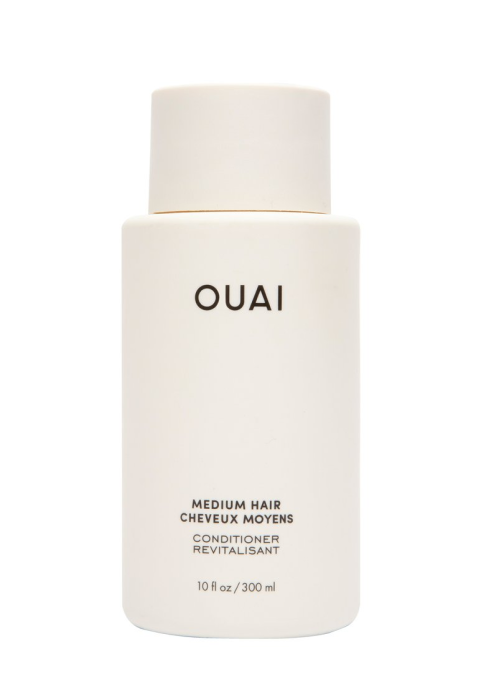 OUAI
MEDIUM HAIR
CHEVEUX MOYENS
CONDITIONER
REVITALISANT
10 fl oz / 300 ml